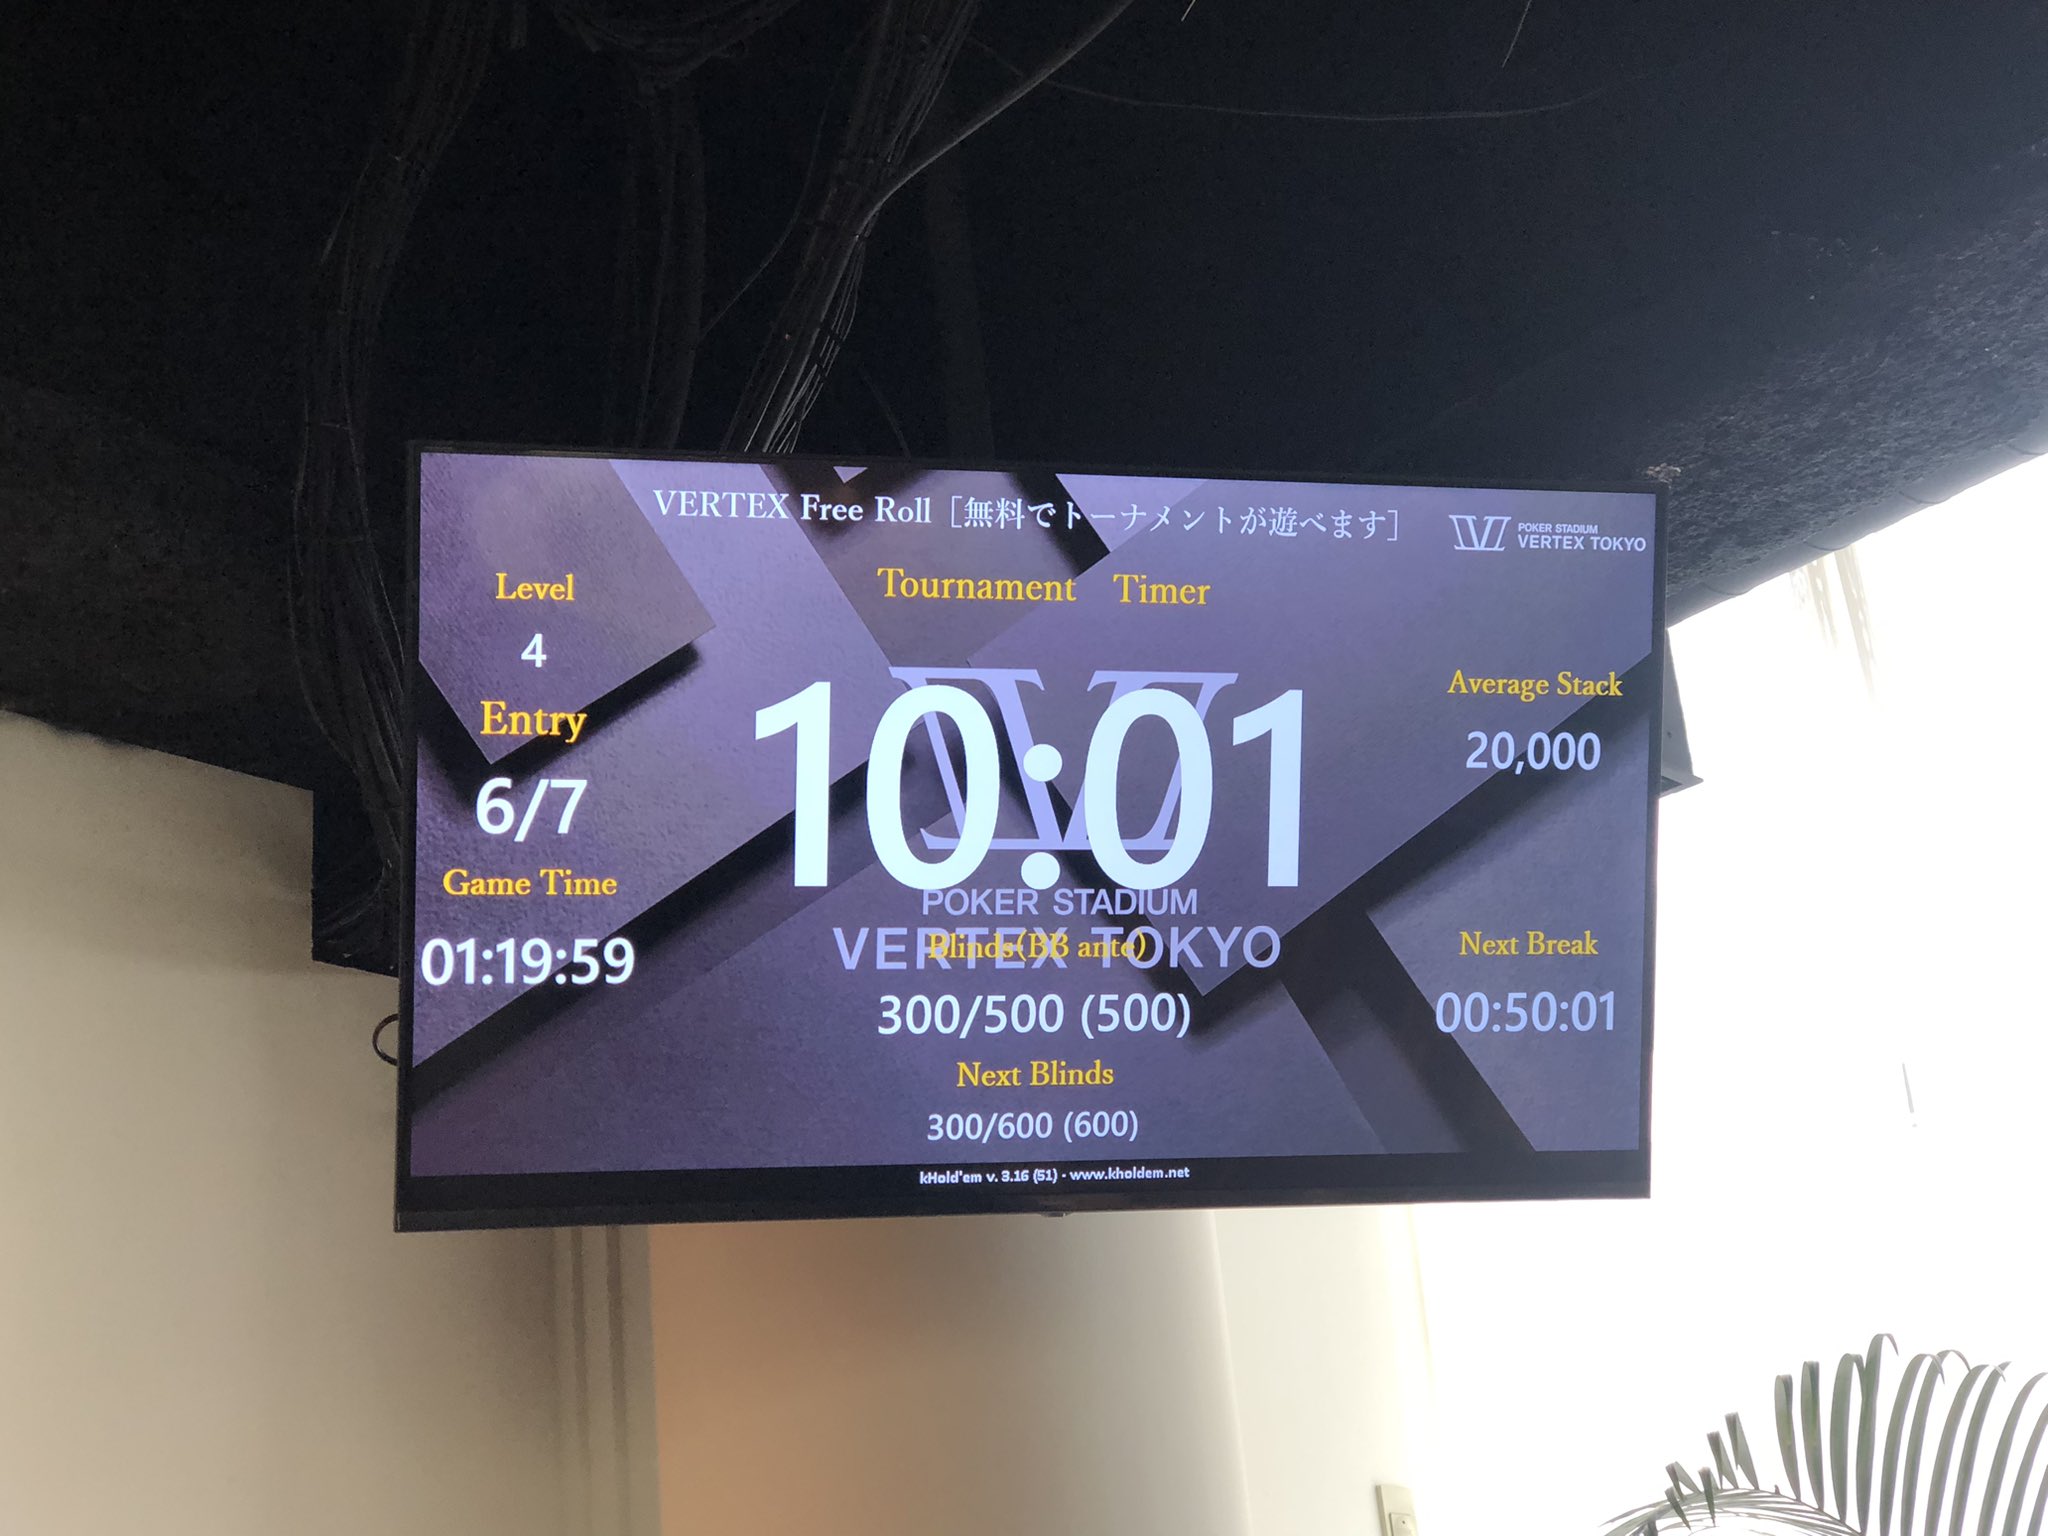 VERTEX Free Roll [無料でトーナメントが遊べます]
POKER STADIUM
VERTEX TOKYO
Tournament Timer
Level
4
Entry
6/7
Game Time
01:19:59
10:01
POKER STADIUM
VERTEX TOKYO
Blinds(BB ante)
300/500 (500)
Next Blinds
300/600 (600)
Average Stack
20,000
Next Break
00:50:01
kHold'em v. 3.16 (51) - www.kholdem.net